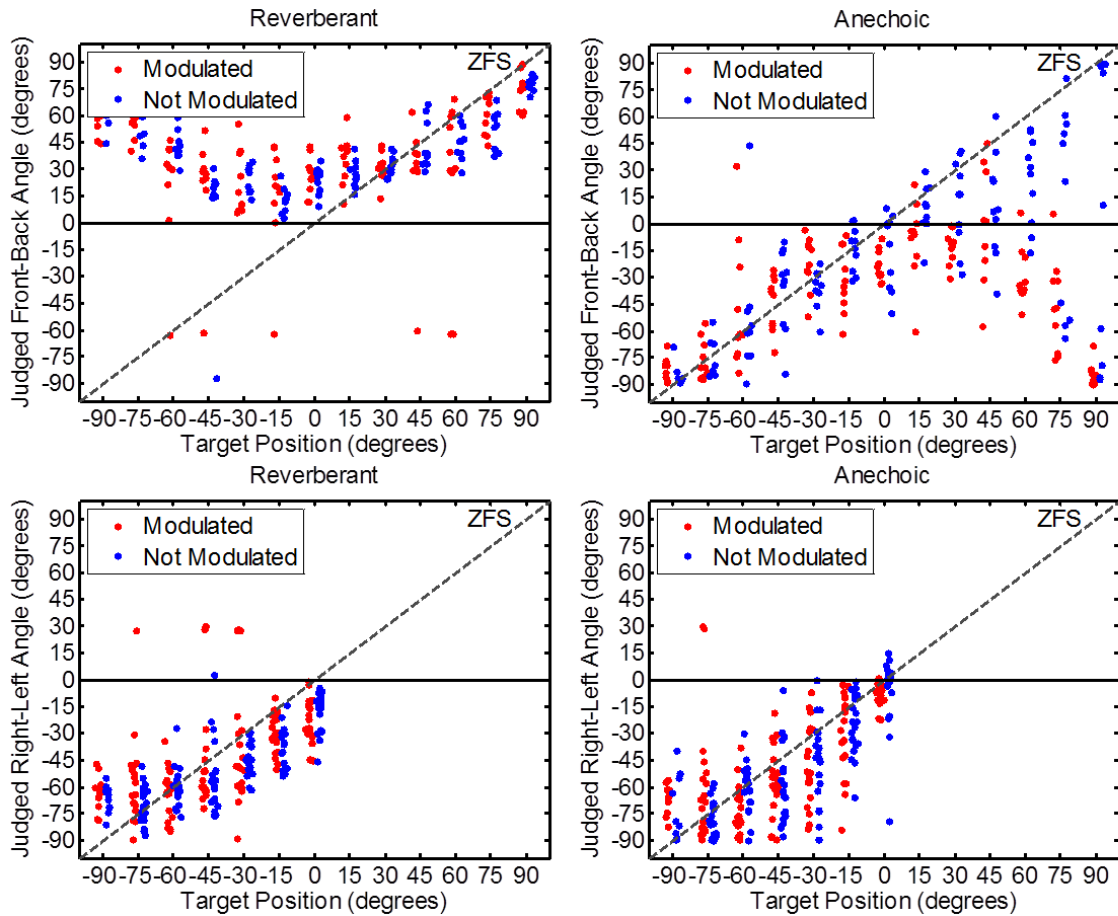 Reverberant
Judged Front-Back Angle (degrees)
90
75
60
45
30
15
0
-15
-30
-45
-60
-75
-90
Modulated
Not Modulated
ZFS
-90 -75 -60 -45 -30 -15 0 15 30 45 60 75 90
Target Position (degrees)
Anechoic
Judged Front-Back Angle (degrees)
90
75
60
45
30
15
0
-15
-30
-45
-60
-75
-90
Modulated
Not Modulated
ZFS
-90 -75 -60 -45 -30 -15 0 15 30 45 60 75 90
Target Position (degrees)
Reverberant
Judged Right-Left Angle (degrees)
90
75
60
45
30
15
0
-15
-30
-45
-60
-75
-90
Modulated
Not Modulated
ZFS
-90 -75 -60 -45 -30 -15 0 15 30 45 60 75 90
Target Position (degrees)
Anechoic
Judged Right-Left Angle (degrees)
90
75
60
45
30
15
0
-15
-30
-45
-60
-75
-90
Modulated
Not Modulated
ZFS
-90 -75 -60 -45 -30 -15 0 15 30 45 60 75 90
Target Position (degrees)